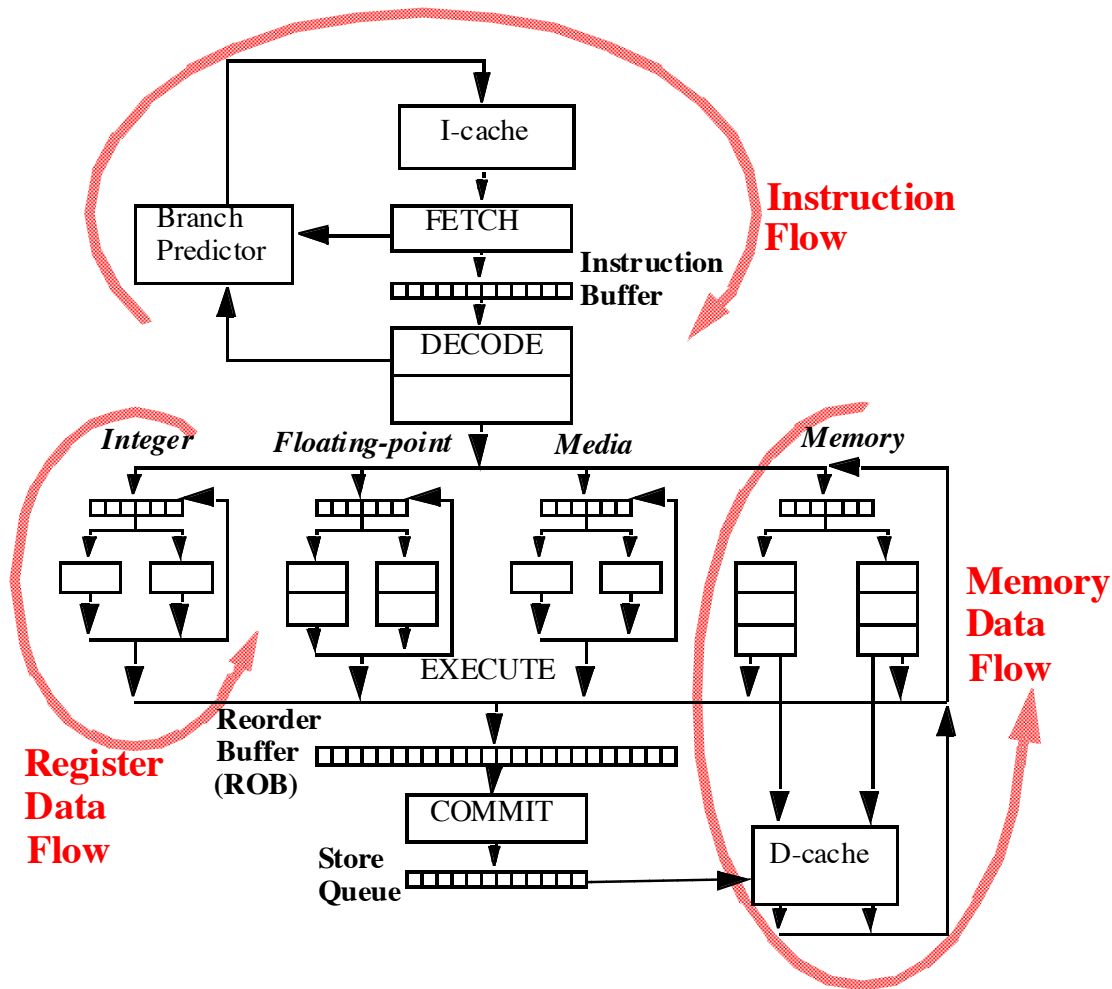 I-cache
Instruction
Flow
Branch
Predictor
FETCH
Instruction
Buffer
DECODE
Integer
Floating-point
Media
Memory
Memory
Data
Flow
EXECUTE
Register
Data
Flow
Reorder
Buffer
(ROB)
COMMIT
Store
Queue
D-cache